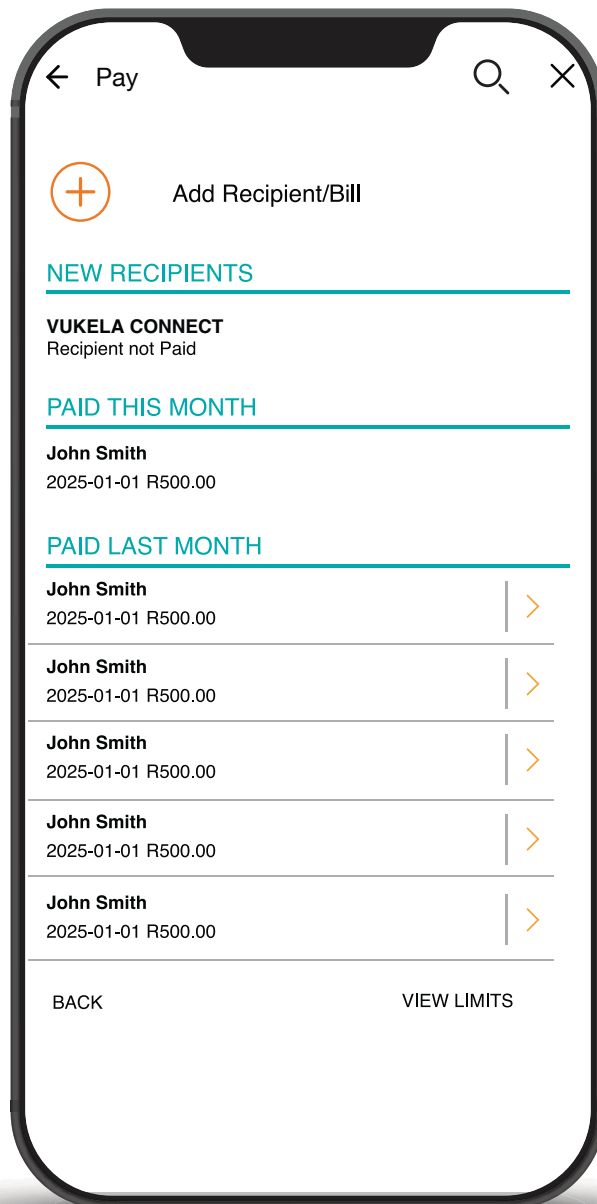 Pay
Add Recipient/Bill
NEW RECIPIENTS
VUKELA CONNECT
Recipient not Paid
PAID THIS MONTH
John Smith
2025-01-01 R500.00
PAID LAST MONTH
John Smith
2025-01-01 R500.00
John Smith
2025-01-01 R500.00
John Smith
2025-01-01 R500.00
John Smith
2025-01-01 R500.00
John Smith
2025-01-01 R500.00
BACK VIEW LIMITS